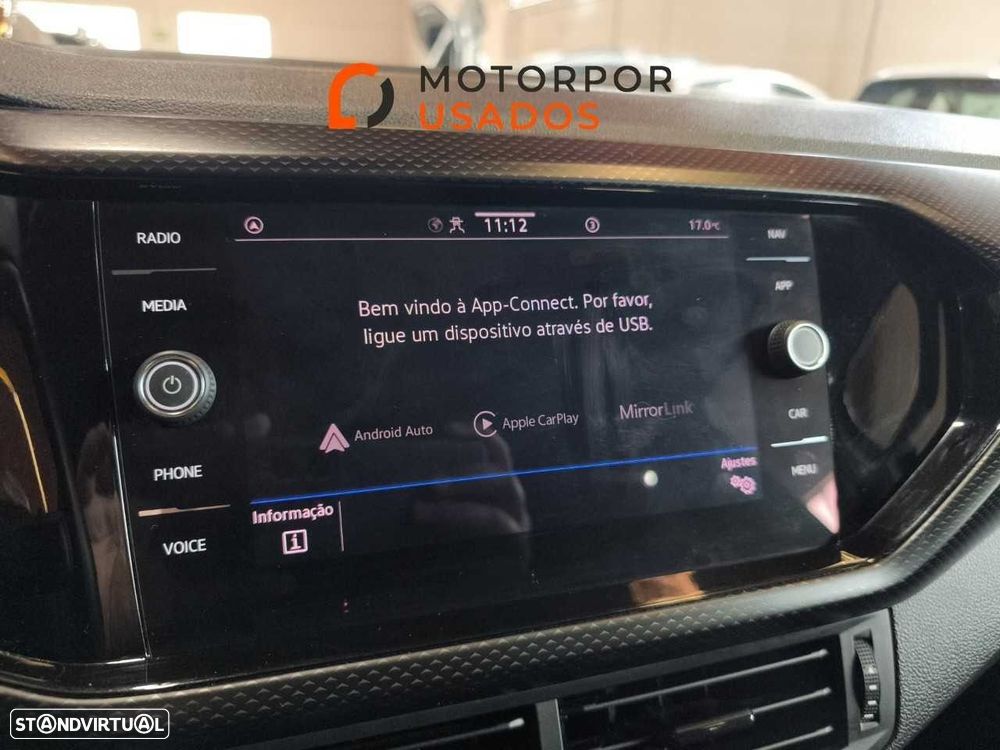 MOTORPOR
USADOS
RADIO
MEDIA
PHONE
VOICE
11:12
3
17.0°C
Bem vindo à App-Connect. Por favor,
ligue um dispositivo através de USB.
Android Auto
Apple CarPlay
MirrorLink
Ajustes
Informação
NAV
APP
CAR
MENU
STANDVIRTUAL